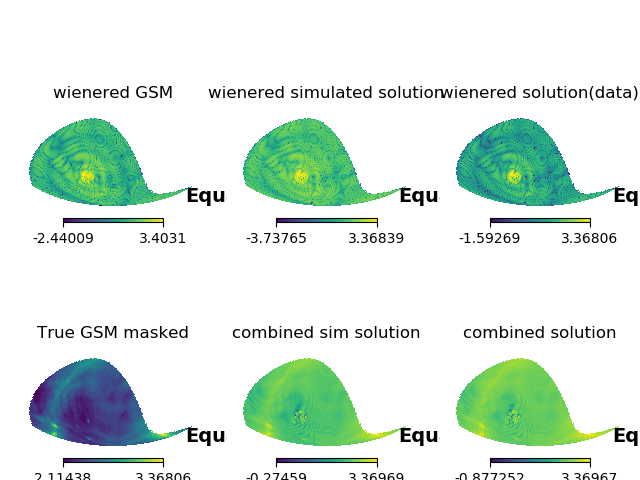 wienered GSM
wienered simulated solution
wienered solution(data)
Equ
Equ
Eq
-2.44009 3.4031
-3.73765 3.36839
-1.59269 3.36806
True GSM masked
combined sim solution
combined solution
Equ
Equ
Eq
2.11438 3.36806
-0.27459 3.36969
-0.877252 3.36967